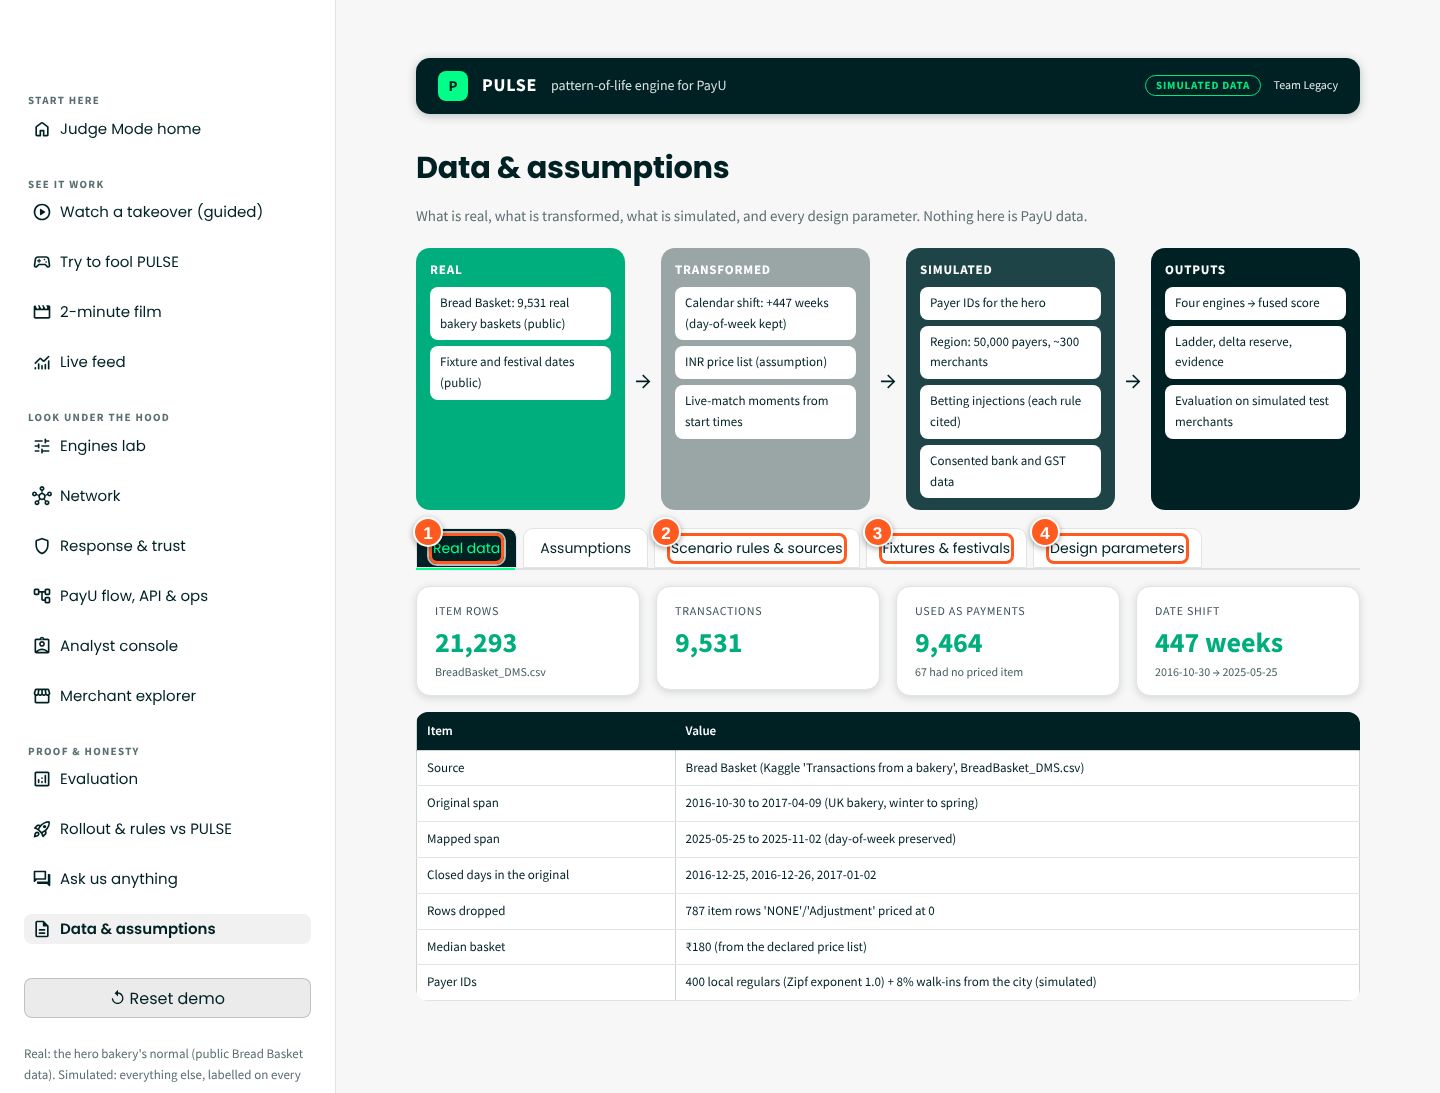 START HERE
Judge Mode home
SEE IT WORK
Watch a takeover (guided)
Try to fool PULSE
2-minute film
Live feed
LOOK UNDER THE HOOD
Engines lab
Network
Response & trust
PayU flow, API & ops
Analyst console
Merchant explorer
PROOF & HONESTY
Evaluation
Rollout & rules vs PULSE
Ask us anything
Data & assumptions
Reset demo
Real: the hero bakery's normal (public Bread Basket
data). Simulated: everything else, labelled on every
P PULSE pattern-of-life engine for PayU SIMULATED DATA Team Legacy
Data & assumptions
What is real, what is transformed, what is simulated, and every design parameter. Nothing here is PayU data.
REAL
Bread Basket: 9,531 real
bakery baskets (public)
Fixture and festival dates
(public)
→
TRANSFORMED
Calendar shift: +447 weeks
(day-of-week kept)
INR price list (assumption)
Live-match moments from
start times
→
SIMULATED
Payer IDs for the hero
Region: 50,000 payers, ~300
merchants
Betting injections (each rule
cited)
Consented bank and GST
data
→
OUTPUTS
Four engines → fused score
Ladder, delta reserve,
evidence
Evaluation on simulated test
merchants
1 Real data Assumptions 2 Scenario rules & sources 3 Fixtures & festivals 4 Design parameters
ITEM ROWS
21,293
BreadBasket_DMS.csv
TRANSACTIONS
9,531
USED AS PAYMENTS
9,464
67 had no priced item
DATE SHIFT
447 weeks
2016-10-30 → 2025-05-25
Item Value
Source Bread Basket (Kaggle 'Transactions from a bakery', BreadBasket_DMS.csv)
Original span 2016-10-30 to 2017-04-09 (UK bakery, winter to spring)
Mapped span 2025-05-25 to 2025-11-02 (day-of-week preserved)
Closed days in the original 2016-12-25, 2016-12-26, 2017-01-02
Rows dropped 787 item rows 'NONE'/'Adjustment' priced at 0
Median basket ₹180 (from the declared price list)
Payer IDs 400 local regulars (Zipf exponent 1.0) + 8% walk-ins from the city (simulated)